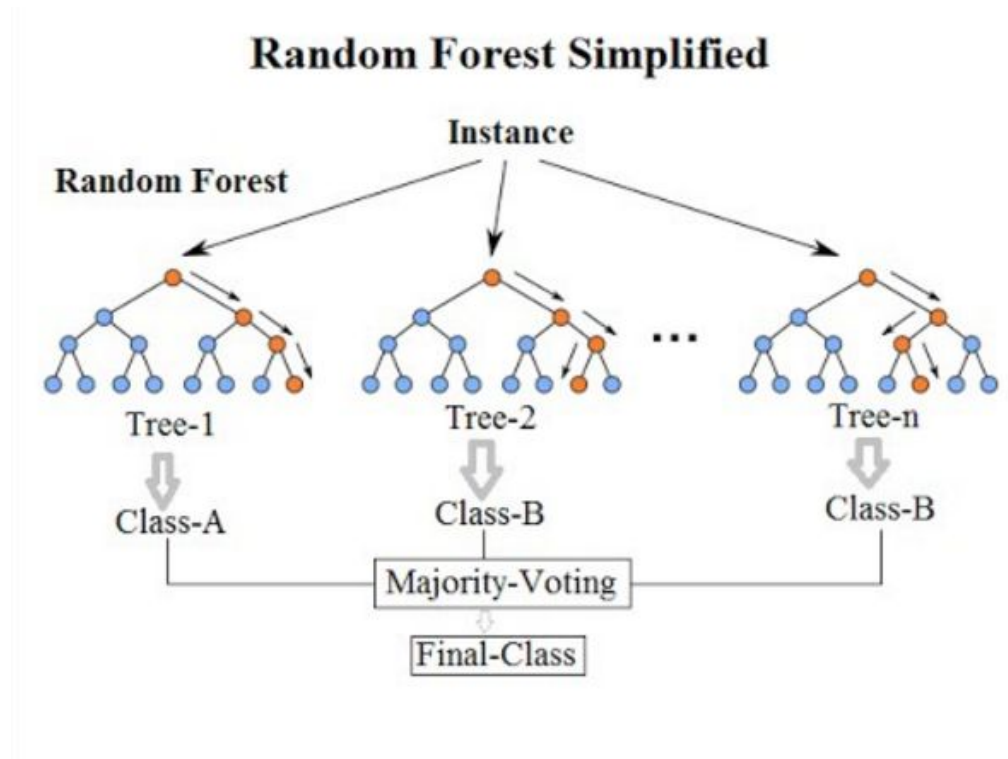 Random Forest Simplified
Instance
Random Forest
...
Tree-1
Tree-2
Tree-n
Class-A
Class-B
Class-B
Majority-Voting
Final-Class